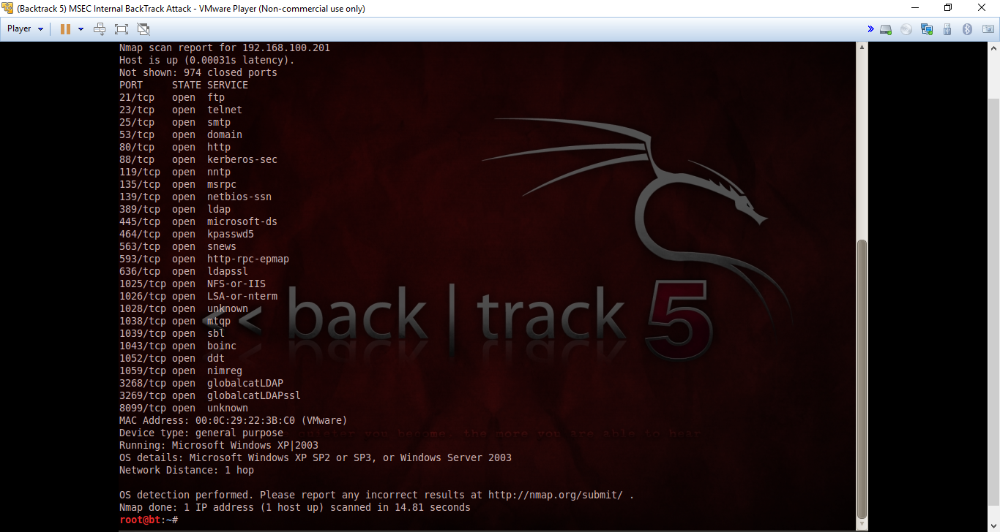 (Backtrack 5) MSEC Internal BackTrack Attack - VMware Player (Non-commercial use only)
Player
Nmap scan report for 192.168.100.201
Host is up (0.00031s latency).
Not shown: 974 closed ports
PORT STATE SERVICE
21/tcp open ftp
23/tcp open telnet
25/tcp open smtp
53/tcp open domain
80/tcp open http
88/tcp open kerberos-sec
119/tcp open nntp
135/tcp open msrpc
139/tcp open netbios-ssn
389/tcp open ldap
445/tcp open microsoft-ds
464/tcp open kpasswd5
563/tcp open snews
593/tcp open http-rpc-epmap
636/tcp open ldapssl
1025/tcp open NFS-or-IIS
1026/tcp open LSA-or-nterm
1028/tcp open unknown
1038/tcp open mtqp
1039/tcp open sbl
1043/tcp open boinc
1052/tcp open ddt
1059/tcp open nimreg
3268/tcp open globalcatLDAP
3269/tcp open globalcatLDAPssl
8099/tcp open unknown
MAC Address: 00:0C:29:22:3B:C0 (VMware)
Device type: general purpose
Running: Microsoft Windows XP|2003
OS details: Microsoft Windows XP SP2 or SP3, or Windows Server 2003
Network Distance: 1 hop
OS detection performed. Please report any incorrect results at http://nmap.org/submit/ .
Nmap done: 1 IP address (1 host up) scanned in 14.81 seconds
root@bt:~#
<< back | track 5
you become, the more you are able to hear